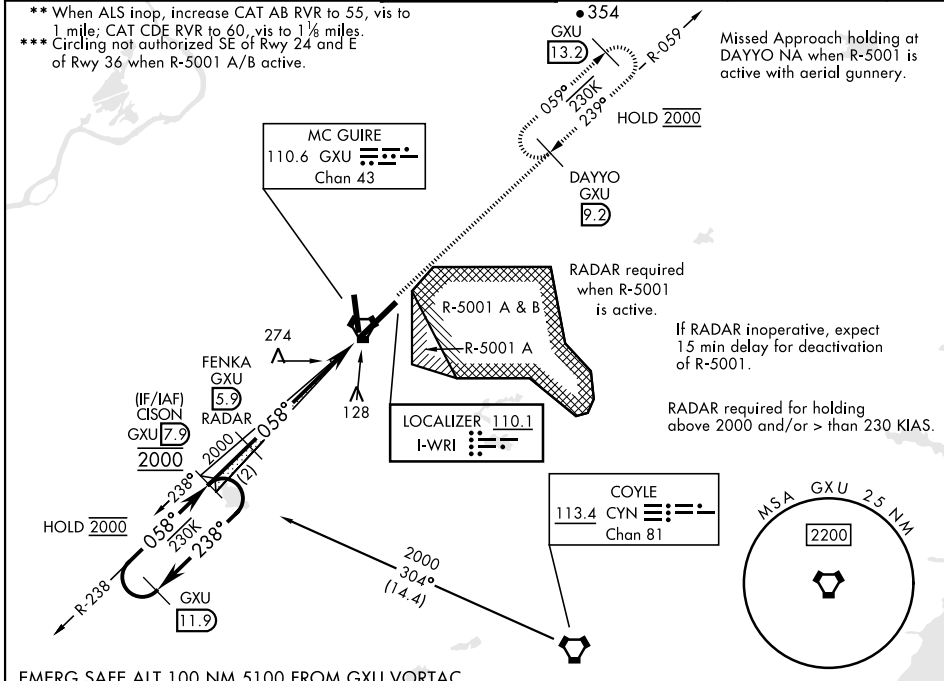 ** When ALS inop, increase CAT AB RVR to 55, vis to
1 mile; CAT CDE RVR to 60, vis to 1⅛ miles.
*** Circling not authorized SE of Rwy 24 and E
of Rwy 36 when R-5001 A/B active.
354
GXU
13.2
R-059
Missed Approach holding at
DAYYO NA when R-5001 is
active with aerial gunnery.
059°
230K
239°
HOLD 2000
MC GUIRE
110.6 GXU
Chan 43
DAYYO
GXU
9.2
RADAR required
when R-5001
is active.
R-5001 A & B
R-5001 A
274
128
If RADAR inoperative, expect
15 min delay for deactivation
of R-5001.
FENKA
GXU
5.9
RADAR
(IF/IAF)
CISON
GXU 7.9
2000
058°
2000
(2)
238°
LOCALIZER 110.1
I-WRI
RADAR required for holding
above 2000 and/or > than 230 KIAS.
HOLD 2000
058°
230K
238°
R-238
GXU
11.9
COYLE
113.4 CYN
Chan 81
2000
304°
(14.4)
MSA GXU 25 NM
2200
EMERG SAFE ALT 100 NM 5100 FROM GXU VORTAC